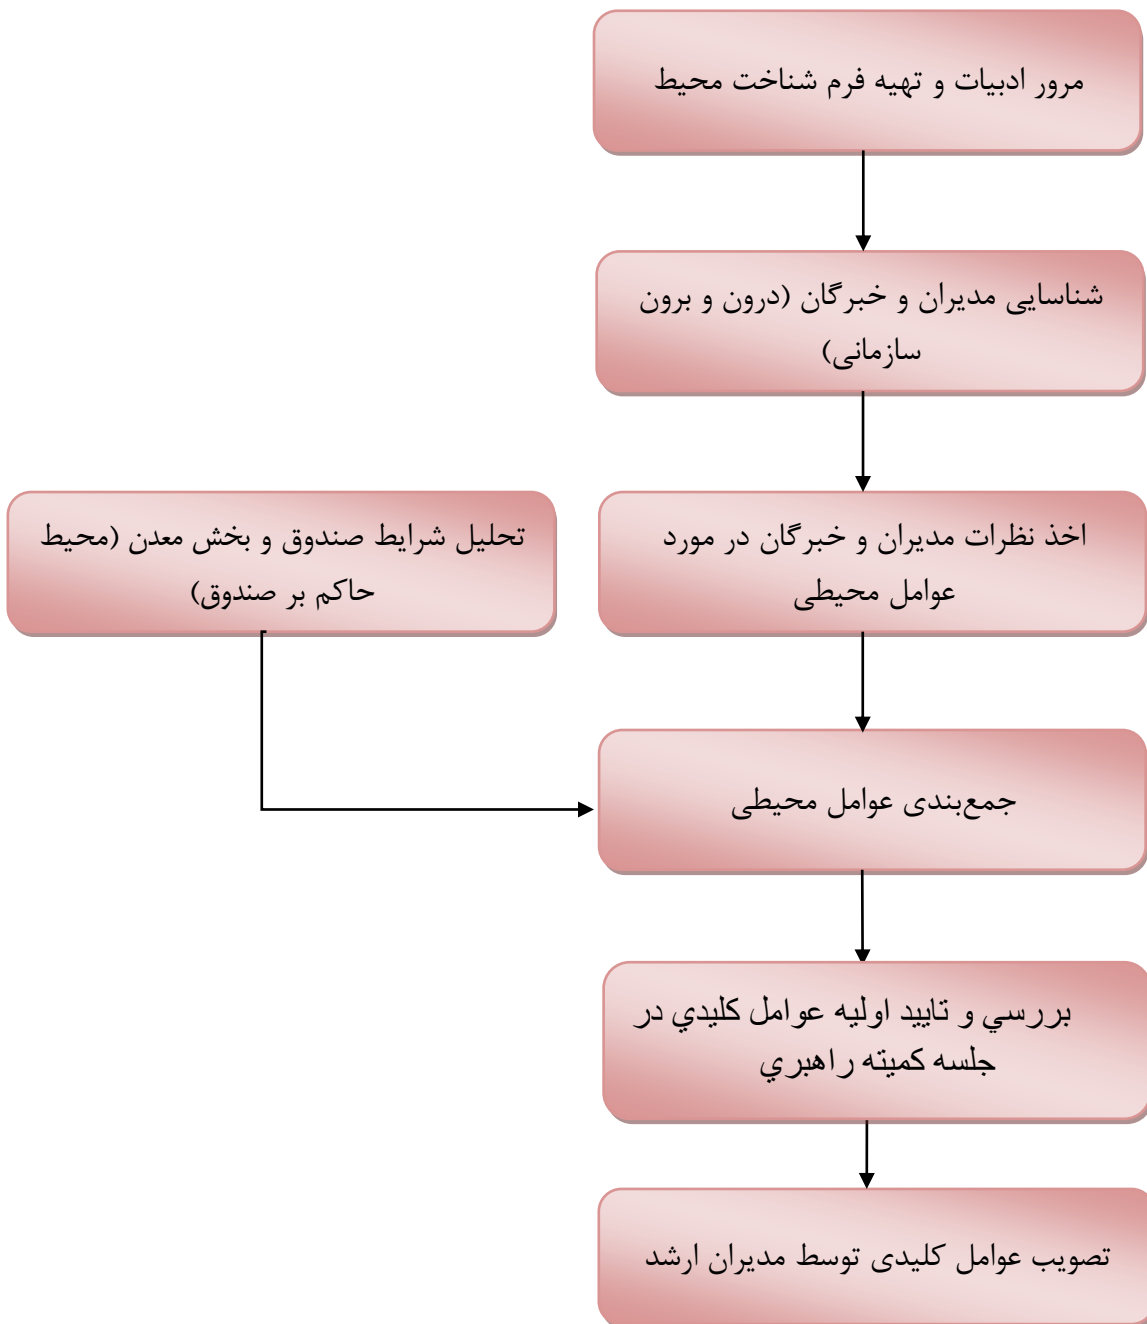 مرور ادبیات و تهیه فرم شناخت محیط
شناسایی مدیران و خبرگان (درون و برون
سازمانی)
اخذ نظرات مدیران و خبرگان در مورد
عوامل محیطی
تحلیل شرایط صندوق و بخش معدن (محیط
حاکم بر صندوق)
جمع‌بندی عوامل محیطی
بررسي و تاييد اوليه عوامل كليدي در
جلسه كميته راهبري
تصویب عوامل کلیدی توسط مدیران ارشد